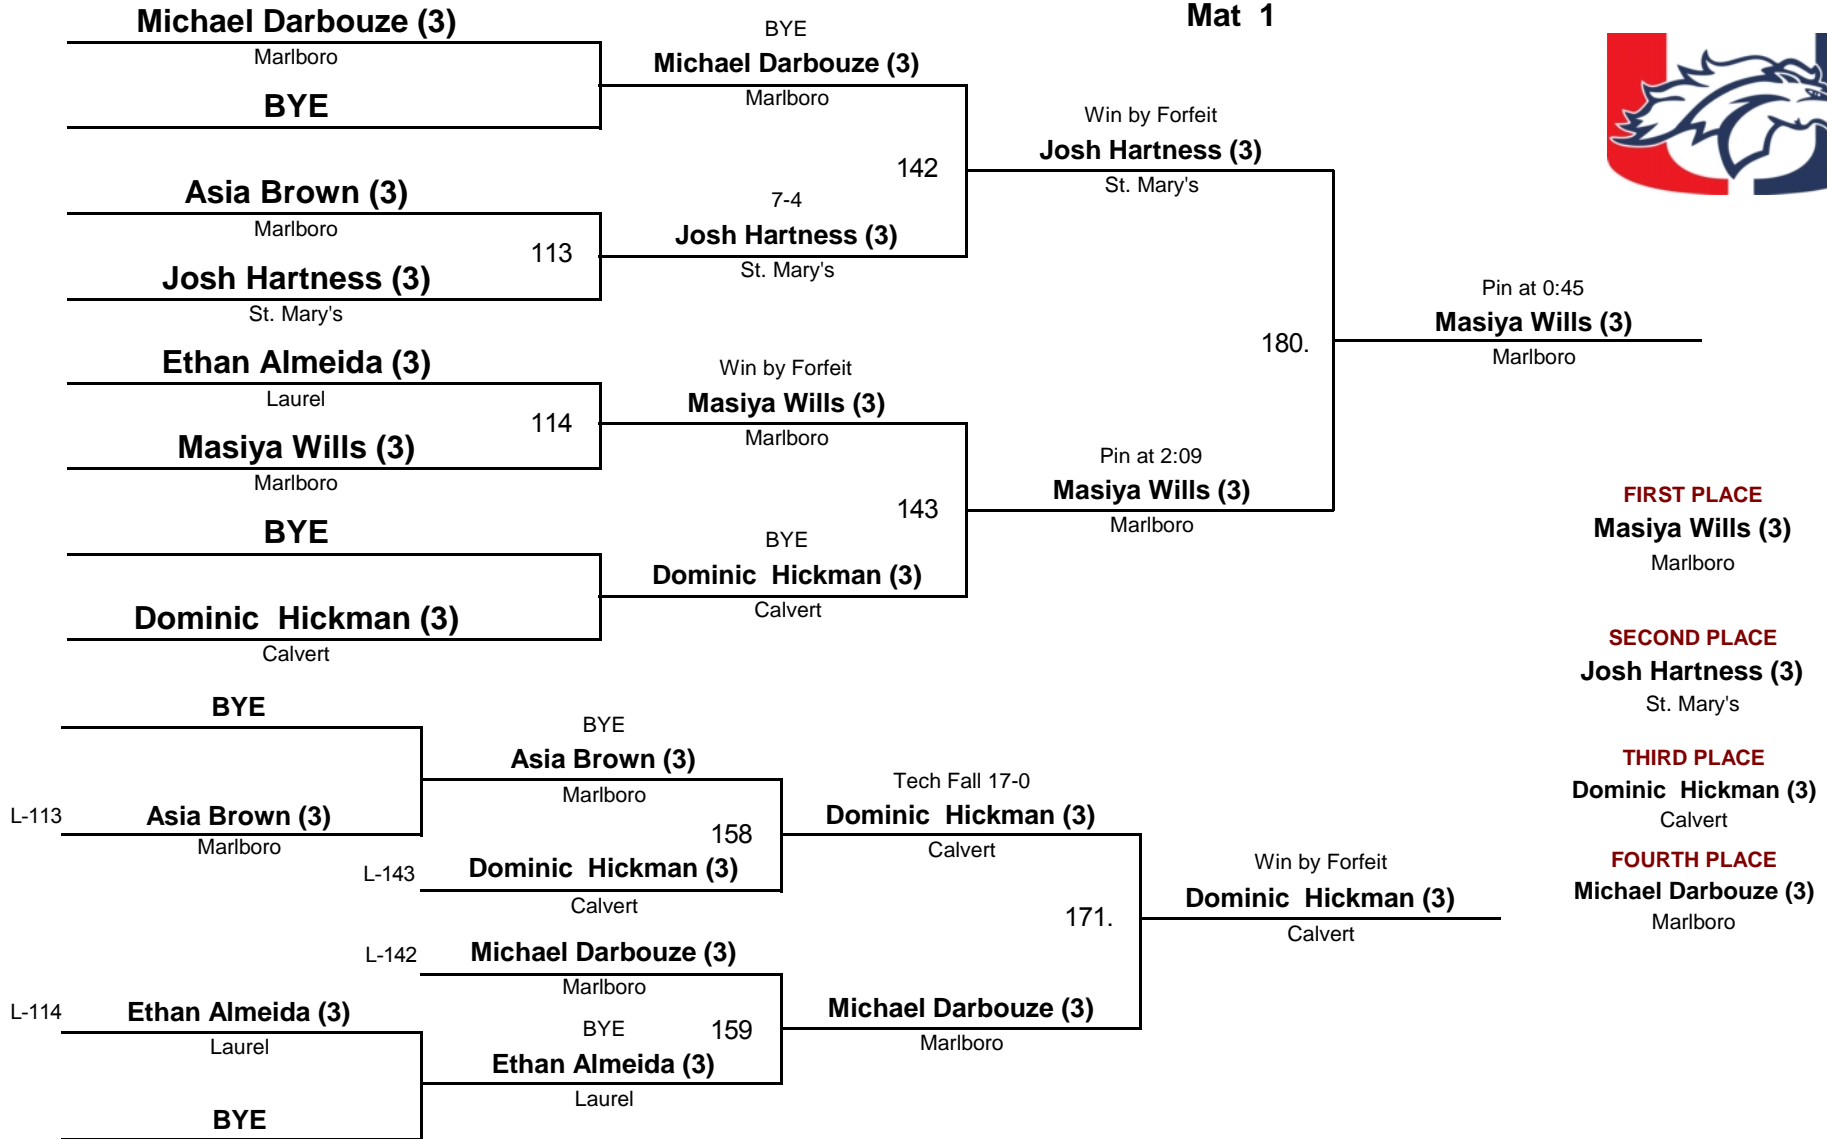 Mat  1
Michael Darbouze (3)
Marlboro
BYE
Asia Brown (3)
Marlboro
113
Josh Hartness (3)
St. Mary's
Ethan Almeida (3)
Laurel
114
Masiya Wills (3)
Marlboro
BYE
Dominic  Hickman (3)
Calvert
BYE
Michael Darbouze (3)
Marlboro
142
7-4
Josh Hartness (3)
St. Mary's
Win by Forfeit
Masiya Wills (3)
Marlboro
143
BYE
Dominic  Hickman (3)
Calvert
Win by Forfeit
Josh Hartness (3)
St. Mary's
180.
Pin at 2:09
Masiya Wills (3)
Marlboro
Pin at 0:45
Masiya Wills (3)
Marlboro
FIRST PLACE
Masiya Wills (3)
Marlboro
SECOND PLACE
Josh Hartness (3)
St. Mary's
THIRD PLACE
Dominic  Hickman (3)
Calvert
FOURTH PLACE
Michael Darbouze (3)
Marlboro
BYE
L-113
Asia Brown (3)
Marlboro
L-114
Ethan Almeida (3)
Laurel
BYE
BYE
Asia Brown (3)
Marlboro
158
L-143
Dominic  Hickman (3)
Calvert
L-142
Michael Darbouze (3)
Marlboro
BYE
159
Ethan Almeida (3)
Laurel
Tech Fall 17-0
Dominic  Hickman (3)
Calvert
171.
Michael Darbouze (3)
Marlboro
Win by Forfeit
Dominic  Hickman (3)
Calvert